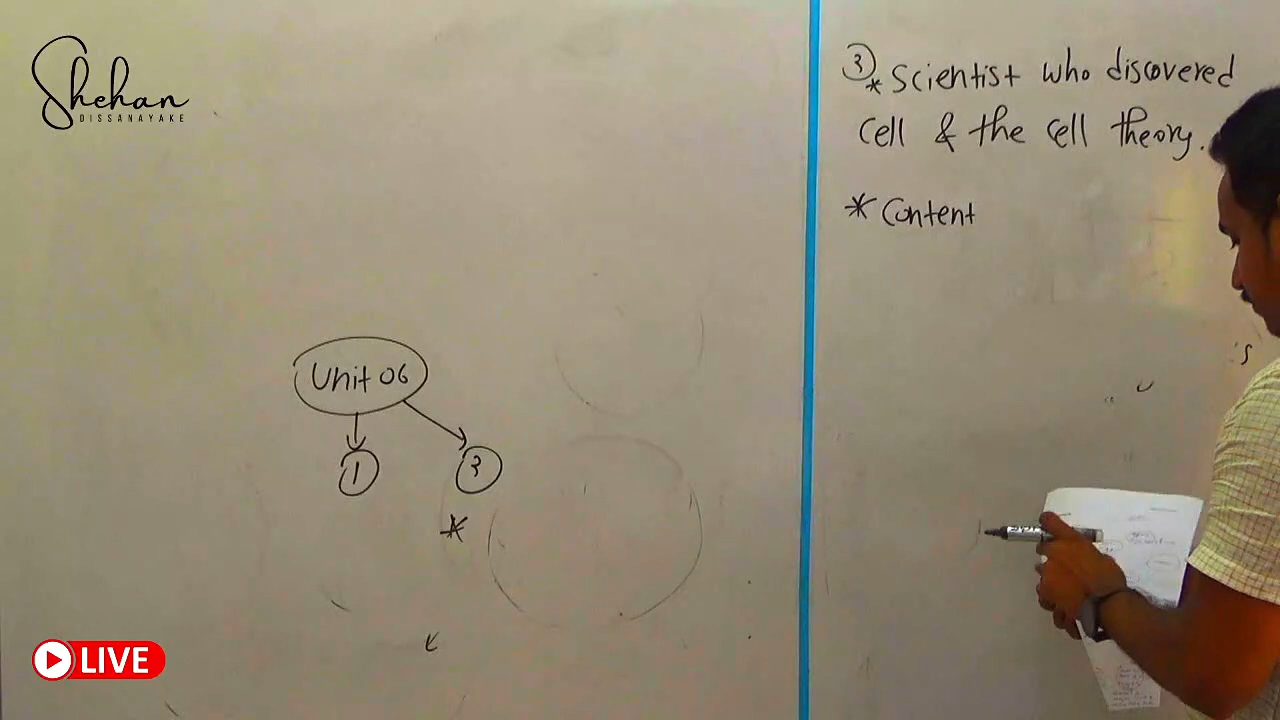 Shehan
DISSANAYAKE
③ * Scientist who discovered
cell & the cell theory.
* Content
Unit 06
① ③
*
LIVE